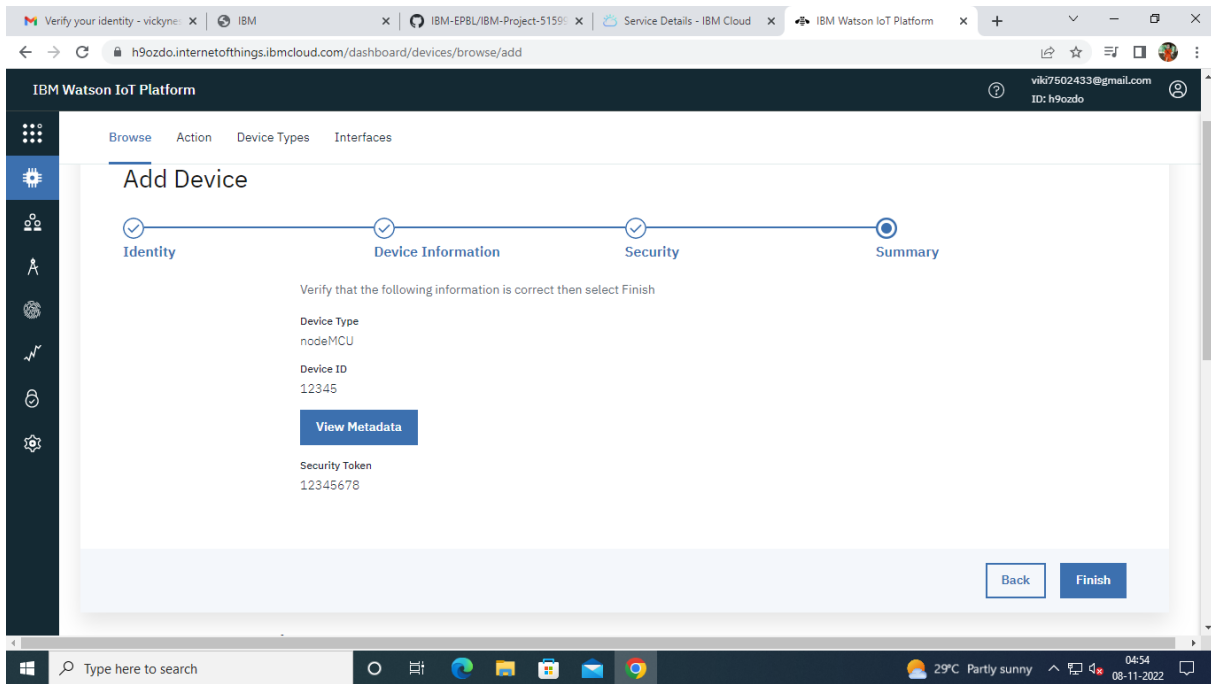 Verify your identity - vickyne
IBM
IBM-EPBL/IBM-Project-51595
Service Details - IBM Cloud
IBM Watson IoT Platform
h9ozdo.internetofthings.ibmcloud.com/dashboard/devices/browse/add
IBM Watson IoT Platform
viki7502433@gmail.com
ID: h9ozdo
Browse Action Device Types Interfaces
Add Device
Identity Device Information Security Summary
Verify that the following information is correct then select Finish
Device Type
nodeMCU
Device ID
12345
View Metadata
Security Token
12345678
Back Finish
Type here to search
29°C Partly sunny
04:54
08-11-2022